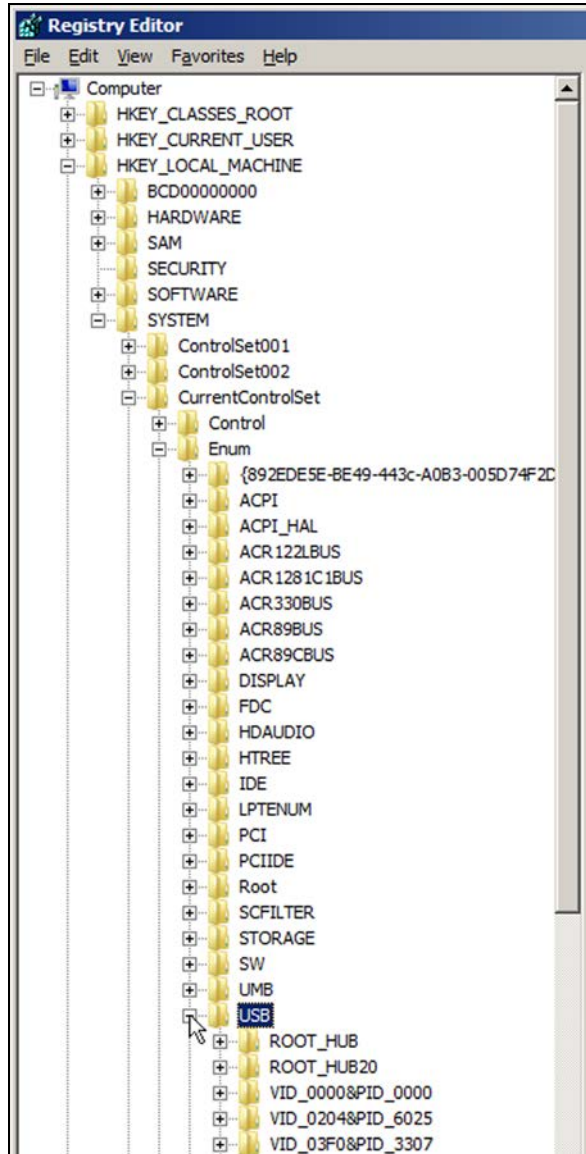 Registry Editor
File Edit View Favorites Help
Computer
HKEY_CLASSES_ROOT
HKEY_CURRENT_USER
HKEY_LOCAL_MACHINE
BCD00000000
HARDWARE
SAM
SECURITY
SOFTWARE
SYSTEM
ControlSet001
ControlSet002
CurrentControlSet
Control
Enum
{892EDE5E-BE49-443c-A0B3-005D74F2D
ACPI
ACPI_HAL
ACR122LBUS
ACR1281C1BUS
ACR330BUS
ACR89BUS
ACR89CBUS
DISPLAY
FDC
HDAUDIO
HTREE
IDE
LPTENUM
PCI
PCIIDE
Root
SCFILTER
STORAGE
SW
UMB
USB
ROOT_HUB
ROOT_HUB20
VID_0000&PID_0000
VID_0204&PID_6025
VID_03F0&PID_3307